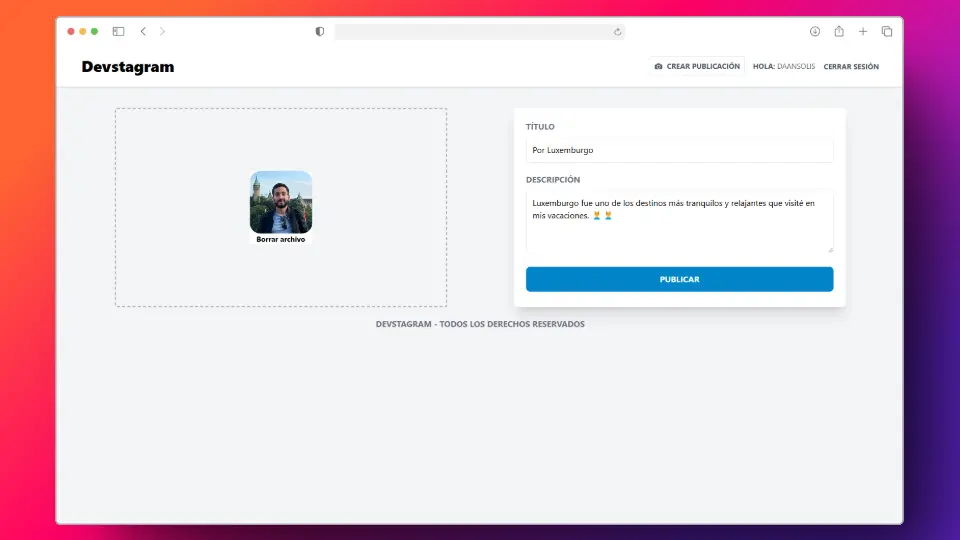 Devstagram
CREAR PUBLICACIÓN
HOLA: DAANSOLIS
CERRAR SESIÓN
Borrar archivo
TÍTULO
Por Luxemburgo
DESCRIPCIÓN
Luxemburgo fue uno de los destinos más tranquilos y relajantes que visité en
mis vacaciones. 💆‍♂️ 💆‍♂️
PUBLICAR
DEVSTAGRAM - TODOS LOS DERECHOS RESERVADOS